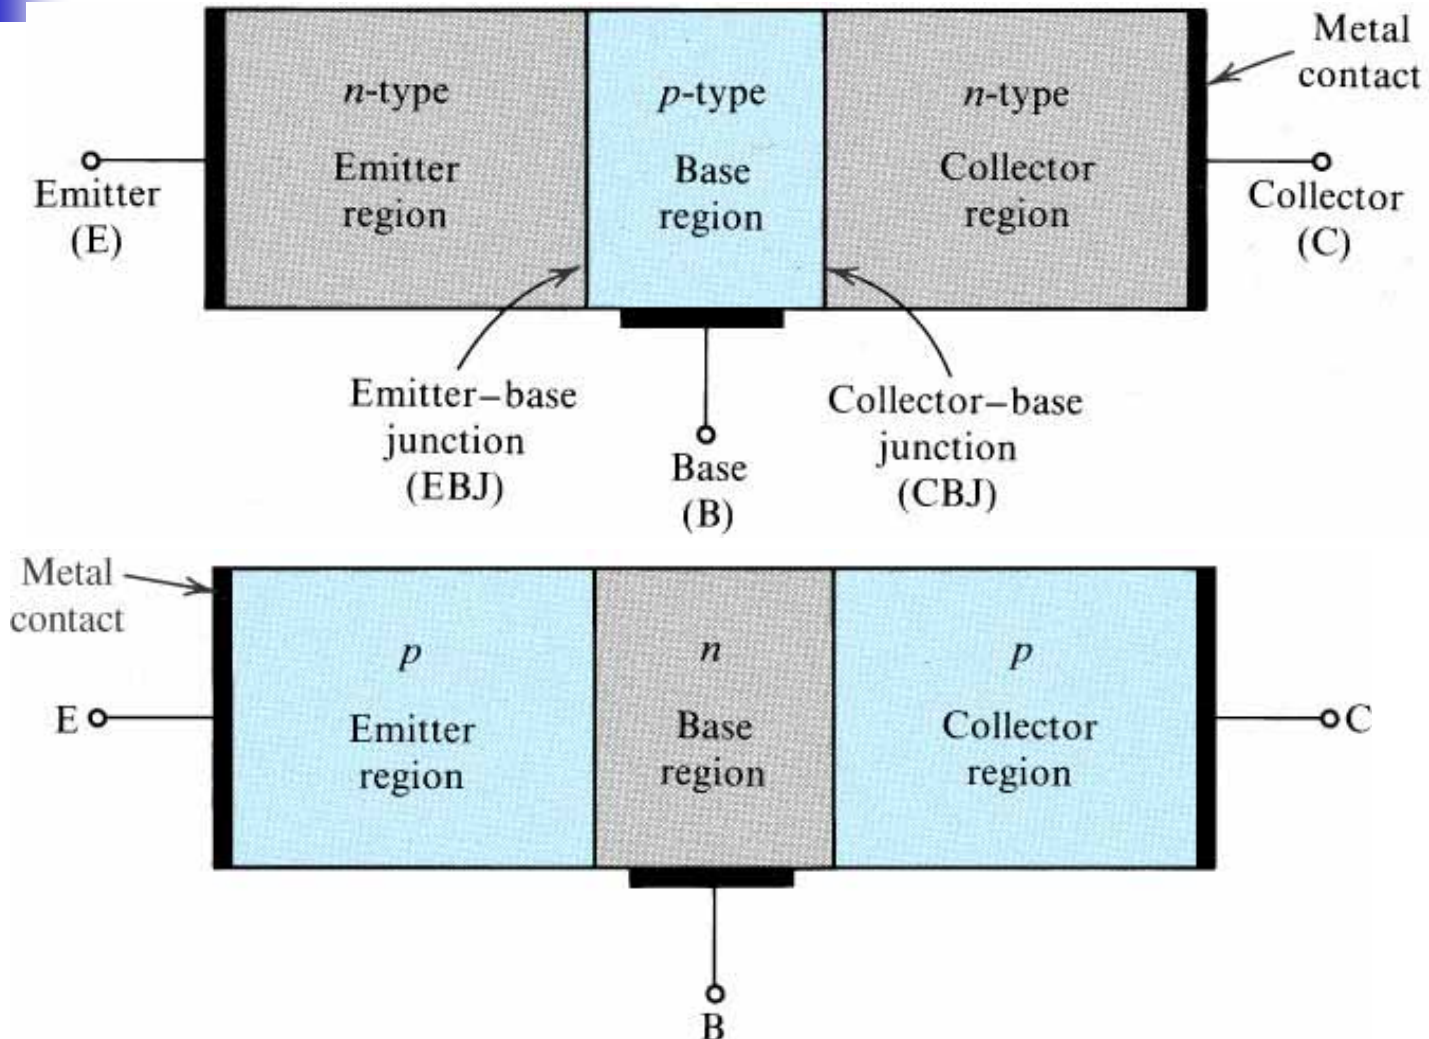 Metal
contact
n-type
p-type
n-type
Emitter
region
Base
region
Collector
region
Emitter
(E)
Collector
(C)
Emitter–base
junction
(EBJ)
Base
(B)
Collector–base
junction
(CBJ)
Metal
contact
p
n
p
E
Emitter
region
Base
region
Collector
region
C
B